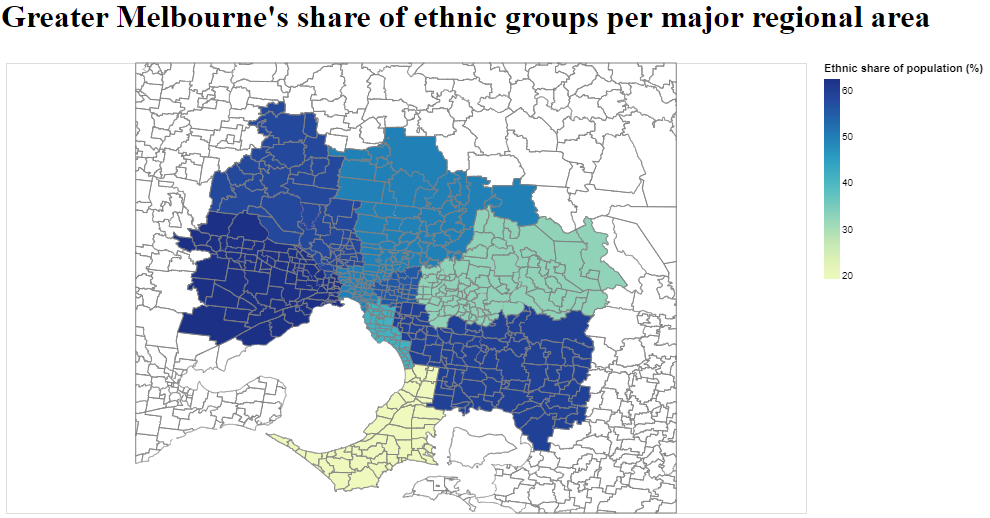 Greater Melbourne's share of ethnic groups per major regional area
Ethnic share of population (%)
60
50
40
30
20